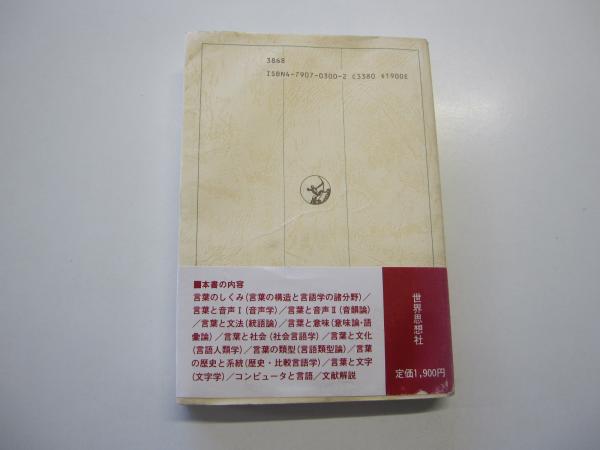 3868
ISBN4-7907-0300-2 C3380 ¥1900E
■本書の内容
言葉のしくみ(言葉の構造と言語学の諸分野)/
言葉と音声Ⅰ(音声学)/言葉と音声Ⅱ(音韻論)
/言葉と文法(統語論)/言葉と意味(意味論・語
彙論)/言葉と社会(社会言語学)/言葉と文化
(言語人類学)/言葉の類型(言語類型論)/言葉
の歴史と系統(歴史・比較言語学)/言葉と文字
(文字学)/コンピュータと言語/文献解説
世界思想社
定価1,900円